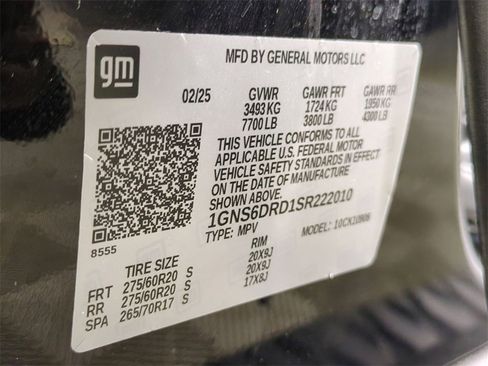 gm
MFD BY GENERAL MOTORS LLC
02/25 GVWR GAWR FRT GAWR RR
3493 KG 1724 KG 1950 KG
7700 LB 3800 LB 4300 LB
THIS VEHICLE CONFORMS TO ALL
APPLICABLE U.S. FEDERAL MOTOR
VEHICLE SAFETY STANDARDS IN EFFECT
ON THE DATE OF MANUFACTURE SHOWN ABOVE.
1GNS6DRD1SR222010
8555 TYPE: MPV MODEL: 10CK10906
TIRE SIZE RIM
FRT 275/60R20 S 20X9J
RR 275/60R20 S 20X9J
SPA 265/70R17 S 17X8J